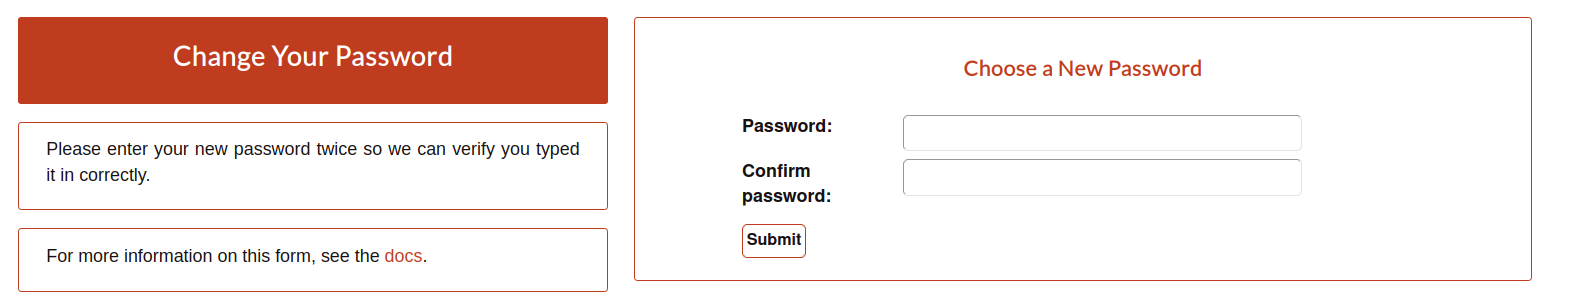 Change Your Password
Please enter your new password twice so we can verify you typed
it in correctly.
For more information on this form, see the docs.
Choose a New Password
Password:
Confirm
password:
Submit